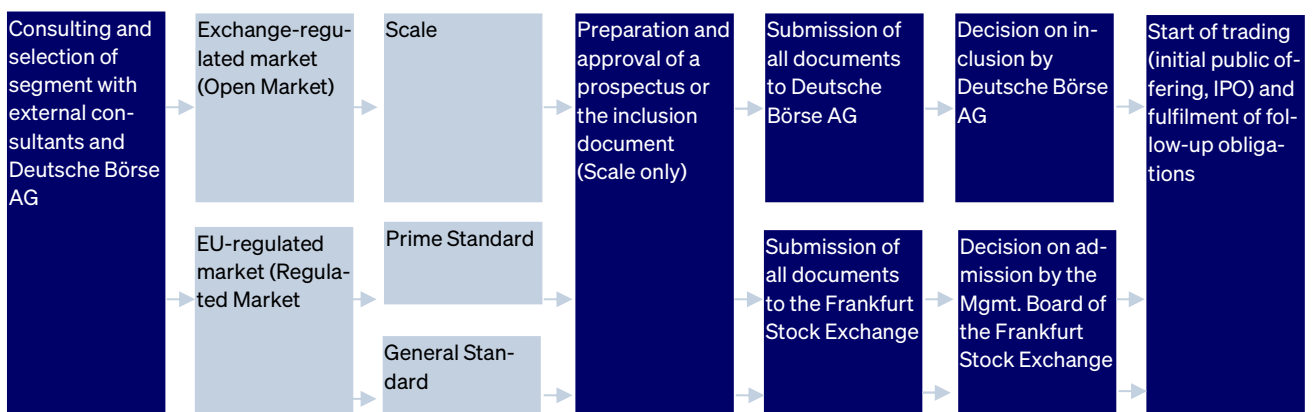 Consulting and
selection of
segment with
external con-
sultants and
Deutsche Börse
AG
Exchange-regu-
lated market
(Open Market)
Scale
EU-regulated
market (Regula-
ted Market
Prime Standard
General Stan-
dard
Preparation and
approval of a
prospectus or
the inclusion
document
(Scale only)
Submission of
all documents
to Deutsche
Börse AG
Decision on in-
clusion by
Deutsche Börse
AG
Submission of
all documents
to the Frankfurt
Stock Exchange
Decision on ad-
mission by the
Mgmt. Board of
the Frankfurt
Stock Exchange
Start of trading
(initial public of-
fering, IPO) and
fulfilment of fol-
low-up obliga-
tions